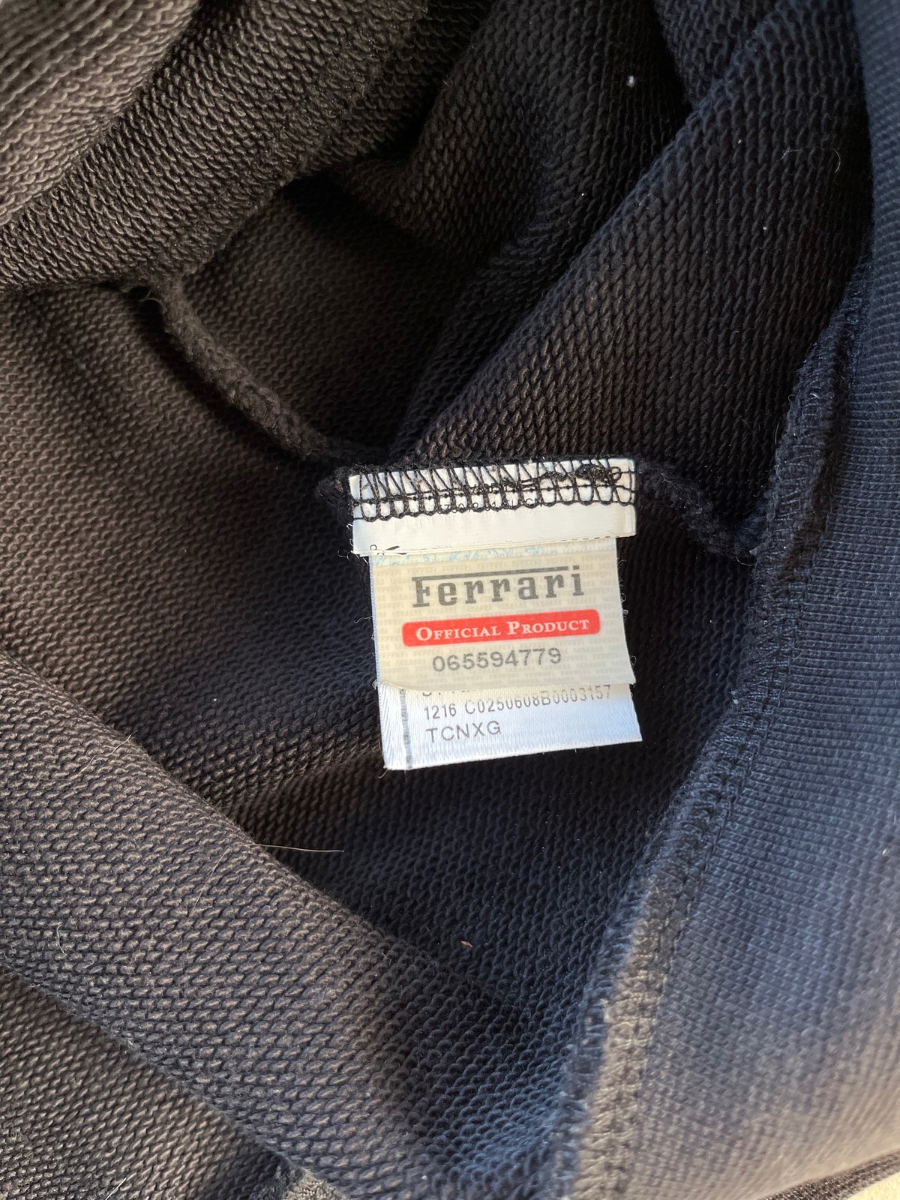 Ferrari
OFFICIAL PRODUCT
065594779
1216 C0250608B0003157
TCNXG